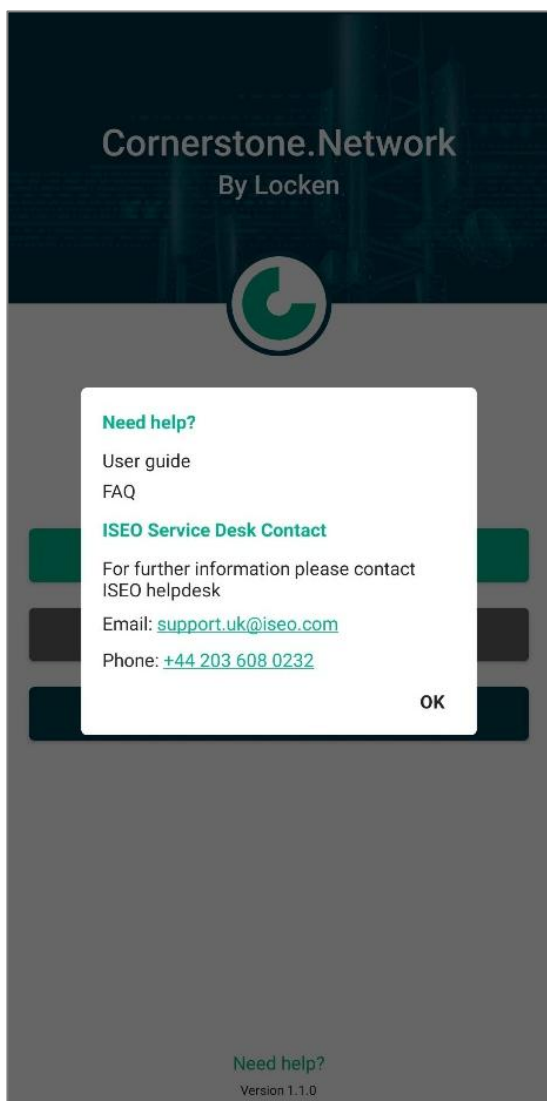 Cornerstone.Network
By Locken
Need help?
User guide
FAQ
ISEO Service Desk Contact
For further information please contact
ISEO helpdesk
Email: support.uk@iseo.com
Phone: +44 203 608 0232
OK
Need help?
Version 1.1.0